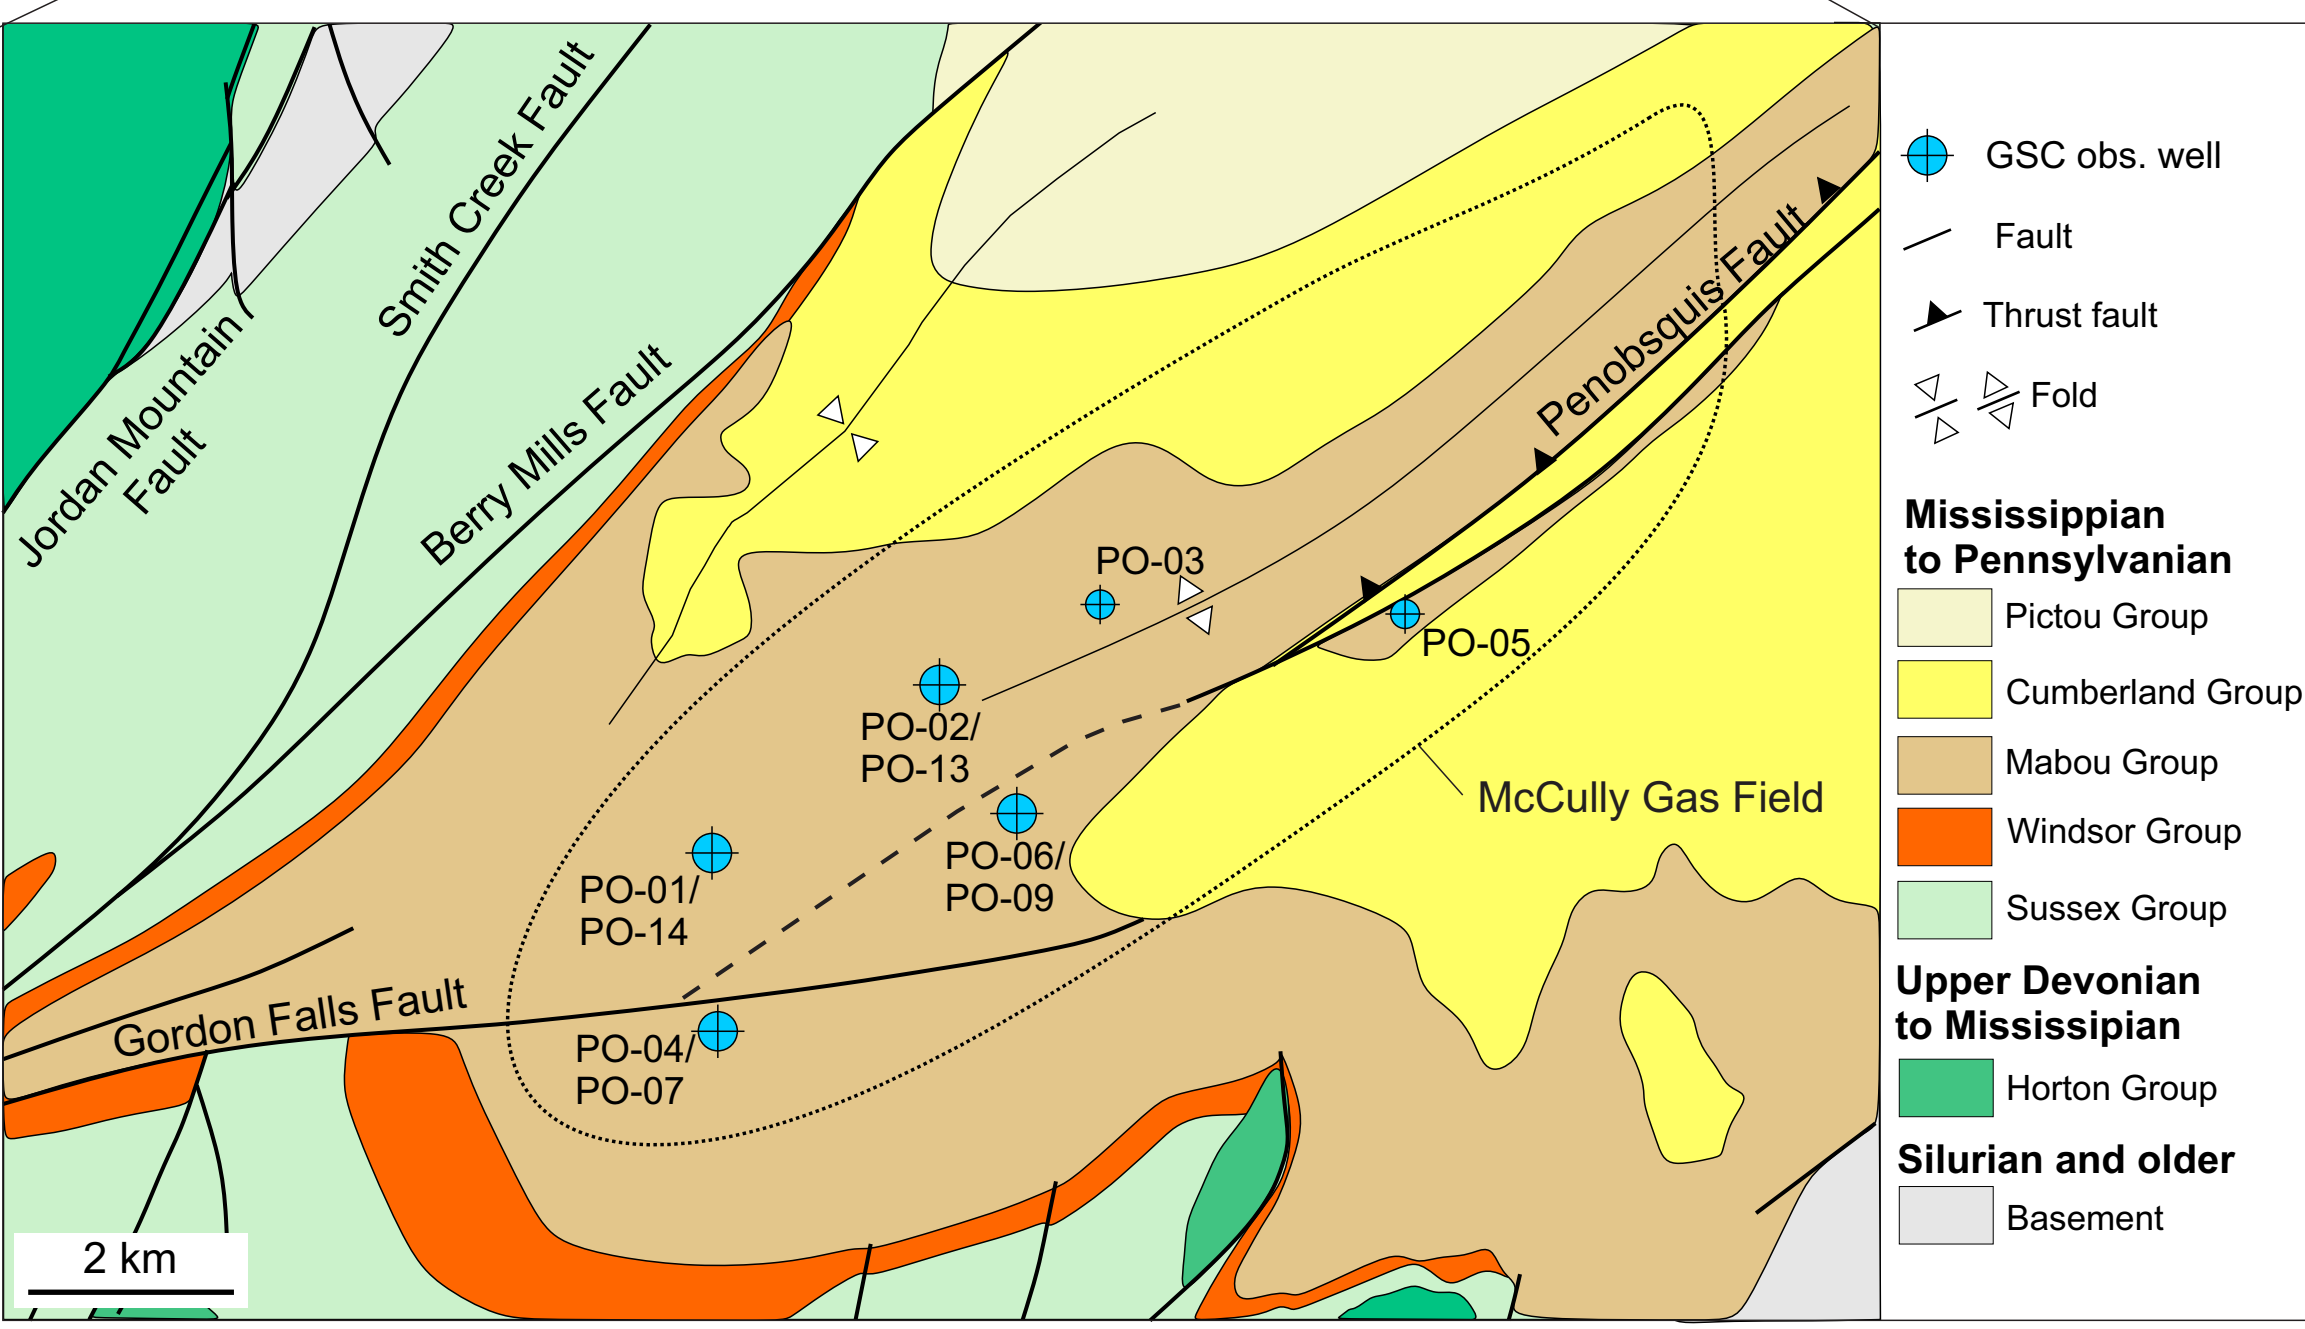 Smith Creek Fault
Jordan Mountain
Fault
Berry Mills Fault
Penobsquis Fault
PO-03
PO-05
PO-02/
PO-13
McCully Gas Field
PO-06/
PO-09
PO-01/
PO-14
Gordon Falls Fault
PO-04/
PO-07
2 km
GSC obs. well
Fault
Thrust fault
Fold
Mississippian
to Pennsylvanian
Pictou Group
Cumberland Group
Mabou Group
Windsor Group
Sussex Group
Upper Devonian
to Mississipian
Horton Group
Silurian and older
Basement